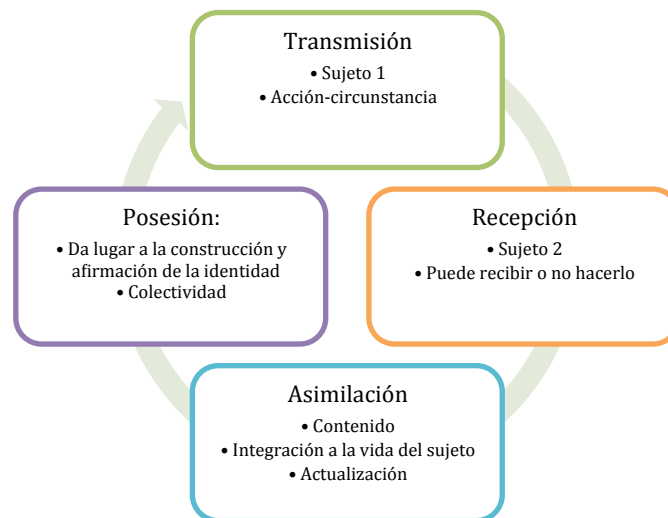 Transmisión
• Sujeto 1
• Acción-circunstancia
Recepción
• Sujeto 2
• Puede recibir o no hacerlo
Asimilación
• Contenido
• Integración a la vida del sujeto
• Actualización
Posesión:
• Da lugar a la construcción y
afirmación de la identidad
• Colectividad